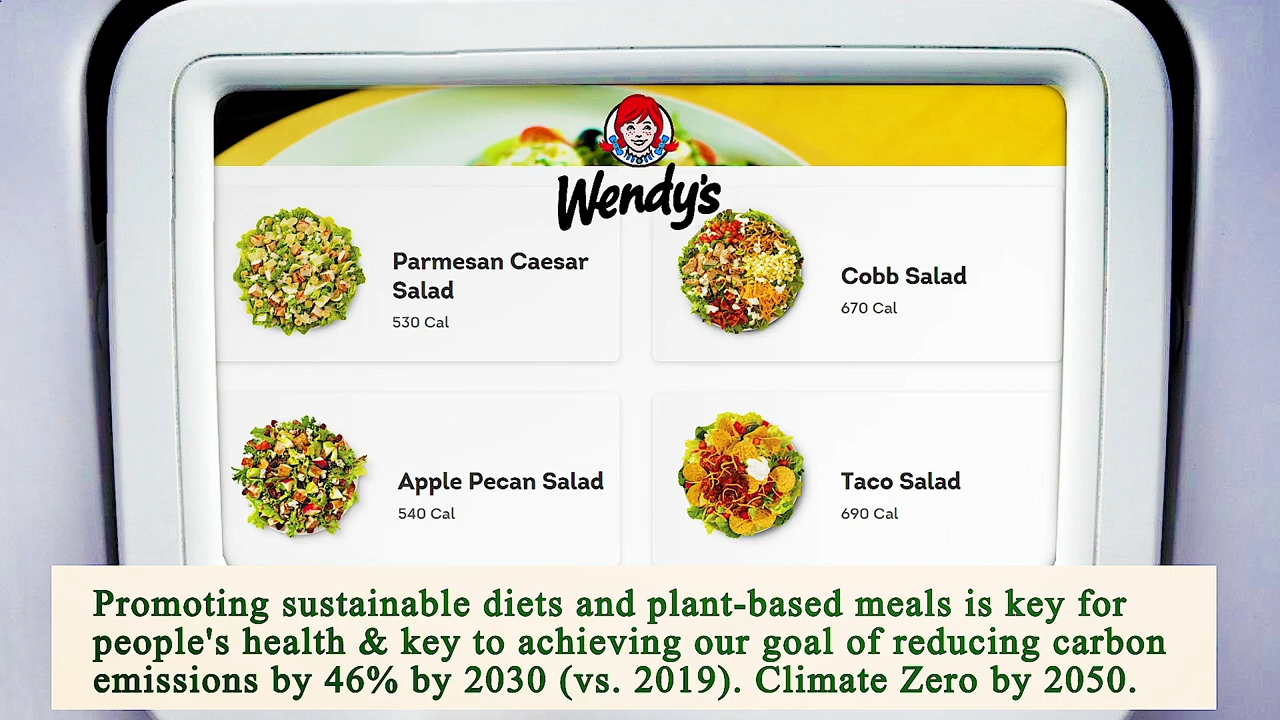 Wendy's
Parmesan Caesar
Salad
530 Cal
Cobb Salad
670 Cal
Apple Pecan Salad
540 Cal
Taco Salad
690 Cal
Promoting sustainable diets and plant-based meals is key for
people's health & key to achieving our goal of reducing carbon
emissions by 46% by 2030 (vs. 2019). Climate Zero by 2050.